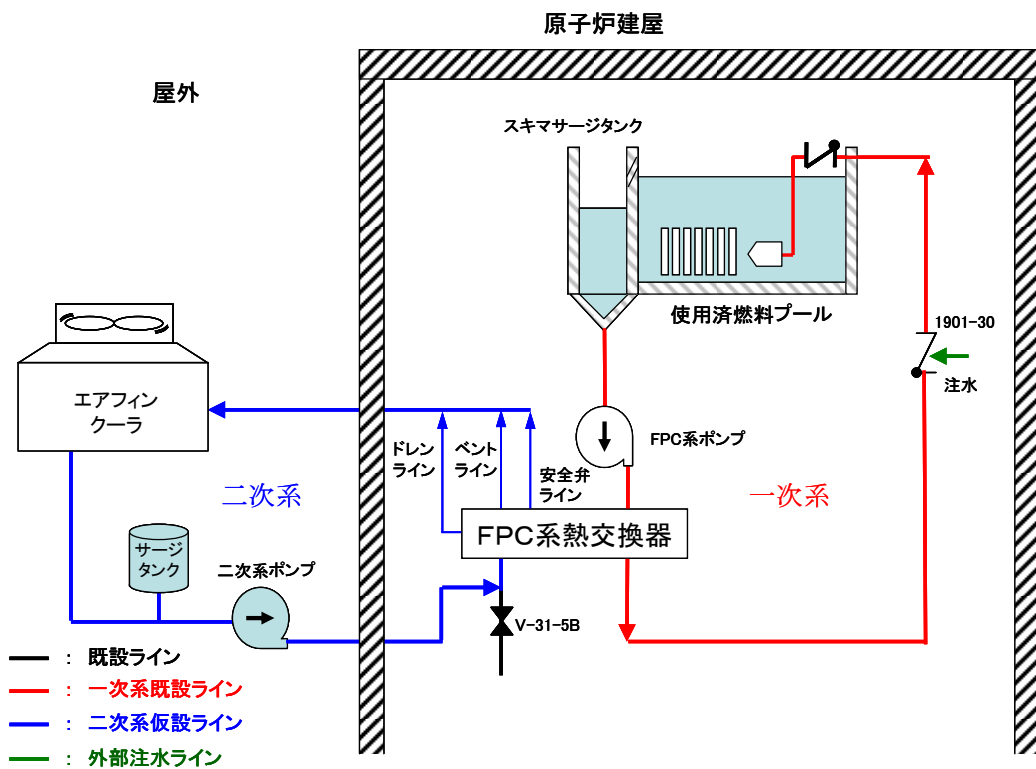 原子炉建屋
屋外
スキマサージタンク
使用済燃料プール
1901-30
注水
エアフィン
クーラ
ドレン
ライン
ベント
ライン
安全弁
ライン
FPC系ポンプ
二次系
一次系
FPC系熱交換器
サージ
タンク
二次系ポンプ
V-31-5B
： 既設ライン
： 一次系既設ライン
： 二次系仮設ライン
： 外部注水ライン